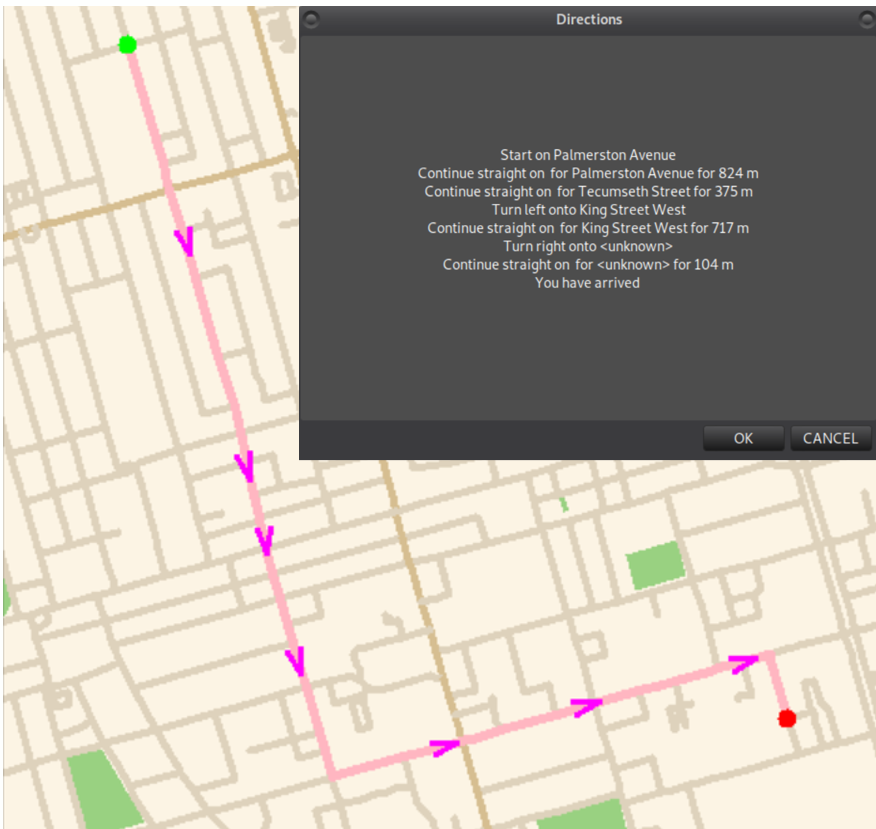 Directions
Start on Palmerston Avenue
Continue straight on for Palmerston Avenue for 824 m
Continue straight on for Tecumseth Street for 375 m
Turn left onto King Street West
Continue straight on for King Street West for 717 m
Turn right onto <unknown>
Continue straight on for <unknown> for 104 m
You have arrived
OK
CANCEL